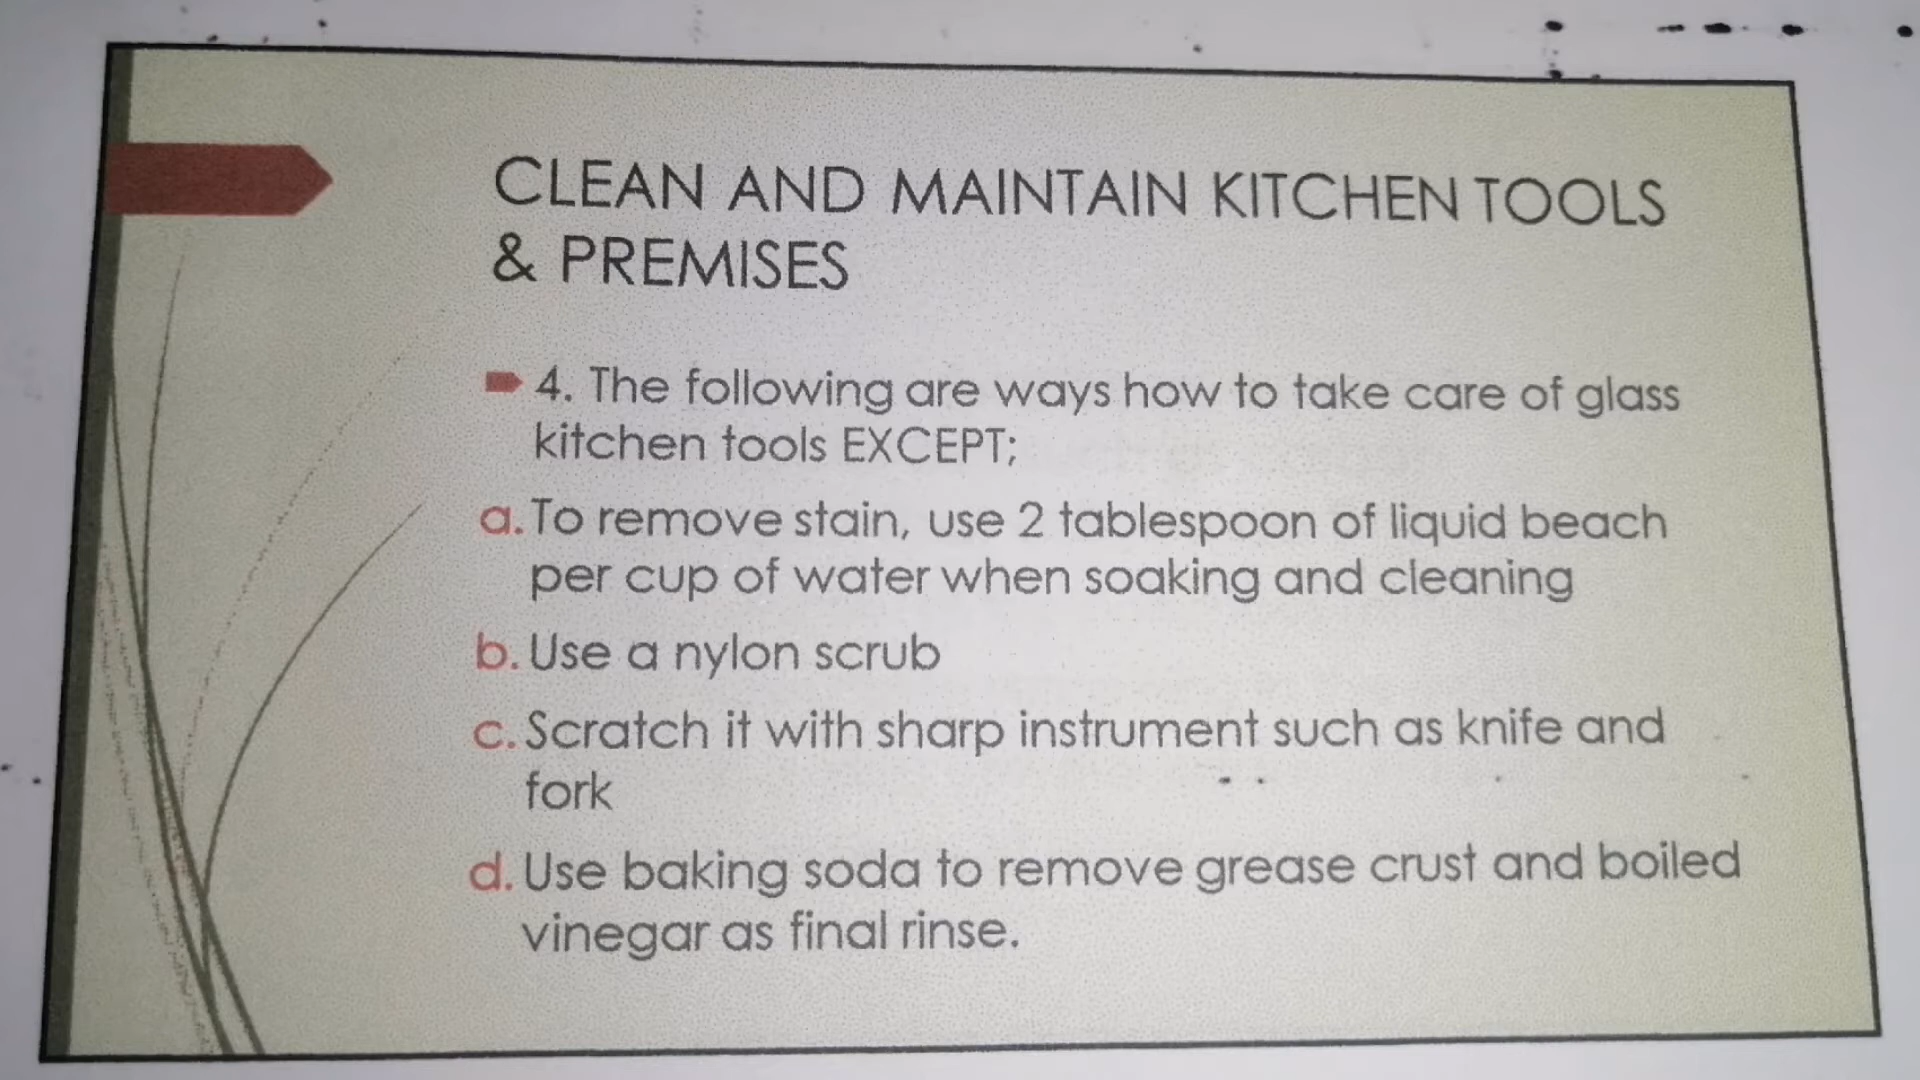 CLEAN AND MAINTAIN KITCHEN TOOLS
& PREMISES
4. The following are ways how to take care of glass
kitchen tools EXCEPT;
a. To remove stain, use 2 tablespoon of liquid beach
per cup of water when soaking and cleaning
b. Use a nylon scrub
c. Scratch it with sharp instrument such as knife and
fork
d. Use baking soda to remove grease crust and boiled
vinegar as final rinse.